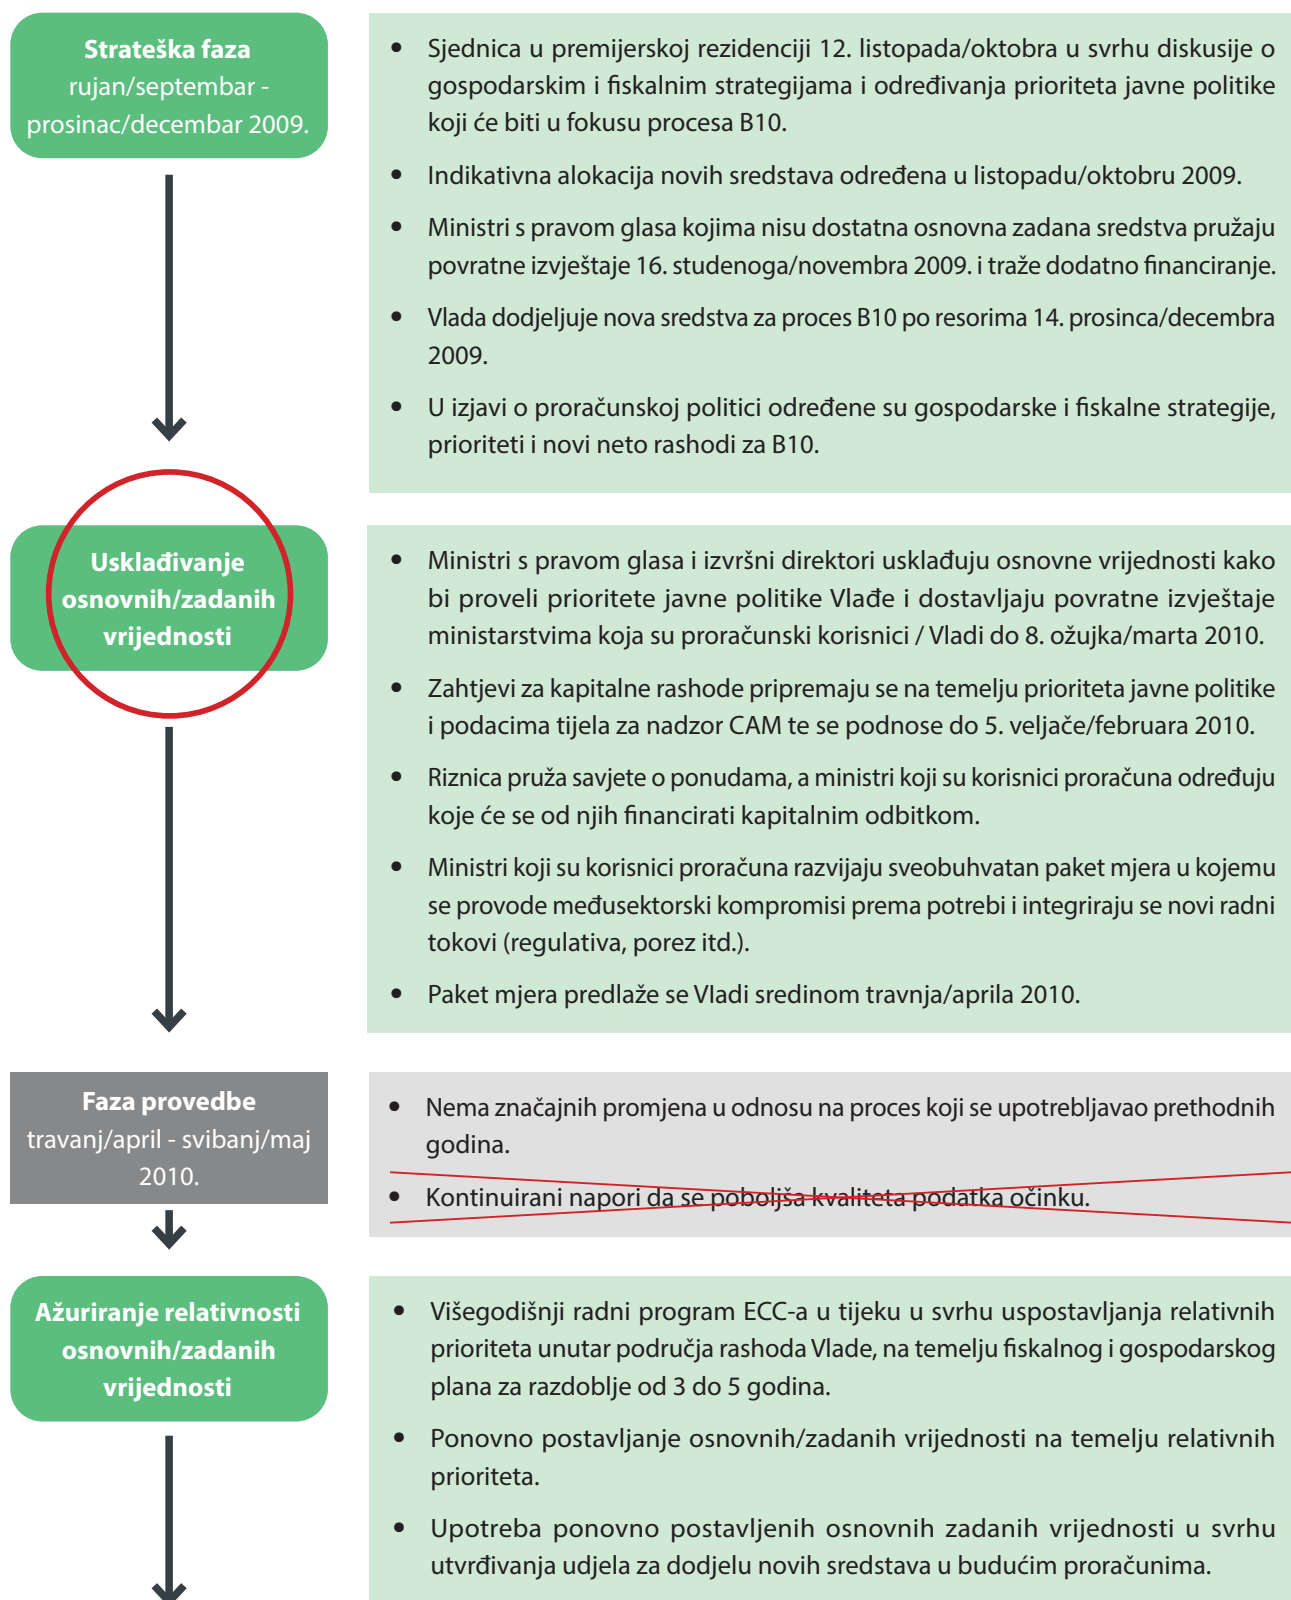 Strateška faza
rujan/septembar -
prosinac/decembar 2009.
• Sjednica u premijerskoj rezidenciji 12. listopada/oktobra u svrhu diskusije o
gospodarskim i fiskalnim strategijama i određivanja prioriteta javne politike
koji će biti u fokusu procesa B10.
• Indikativna alokacija novih sredstava određena u listopadu/oktobru 2009.
• Ministri s pravom glasa kojima nisu dostatna osnovna zadana sredstva pružaju
povratne izvještaje 16. studenoga/novembra 2009. i traže dodatno financiranje.
• Vlada dodjeljuje nova sredstva za proces B10 po resorima 14. prosinca/decembra
2009.
• U izjavi o proračunskoj politici određene su gospodarske i fiskalne strategije,
prioriteti i novi neto rashodi za B10.
Usklađivanje
osnovnih/zadanih
vrijednosti
• Ministri s pravom glasa i izvršni direktori usklađuju osnovne vrijednosti kako
bi proveli prioritete javne politike Vlađe i dostavljaju povratne izvještaje
ministarstvima koja su proračunski korisnici / Vladi do 8. ožujka/marta 2010.
• Zahtjevi za kapitalne rashode pripremaju se na temelju prioriteta javne politike
i podacima tijela za nadzor CAM te se podnose do 5. veljače/februara 2010.
• Riznica pruža savjete o ponudama, a ministri koji su korisnici proračuna određuju
koje će se od njih financirati kapitalnim odbitkom.
• Ministri koji su korisnici proračuna razvijaju sveobuhvatan paket mjera u kojemu
se provode međusektorski kompromisi prema potrebi i integriraju se novi radni
tokovi (regulativa, porez itd.).
• Paket mjera predlaže se Vladi sredinom travnja/aprila 2010.
Faza provedbe
travanj/april - svibanj/maj
2010.
• Nema značajnih promjena u odnosu na proces koji se upotrebljavao prethodnih
godina.
• Kontinuirani napori da se poboljša kvaliteta podatka očinku.
Ažuriranje relativnosti
osnovnih/zadanih
vrijednosti
• Višegodišnji radni program ECC-a u tijeku u svrhu uspostavljanja relativnih
prioriteta unutar područja rashoda Vlade, na temelju fiskalnog i gospodarskog
plana za razdoblje od 3 do 5 godina.
• Ponovno postavljanje osnovnih/zadanih vrijednosti na temelju relativnih
prioriteta.
• Upotreba ponovno postavljenih osnovnih zadanih vrijednosti u svrhu
utvrđivanja udjela za dodjelu novih sredstava u budućim proračunima.